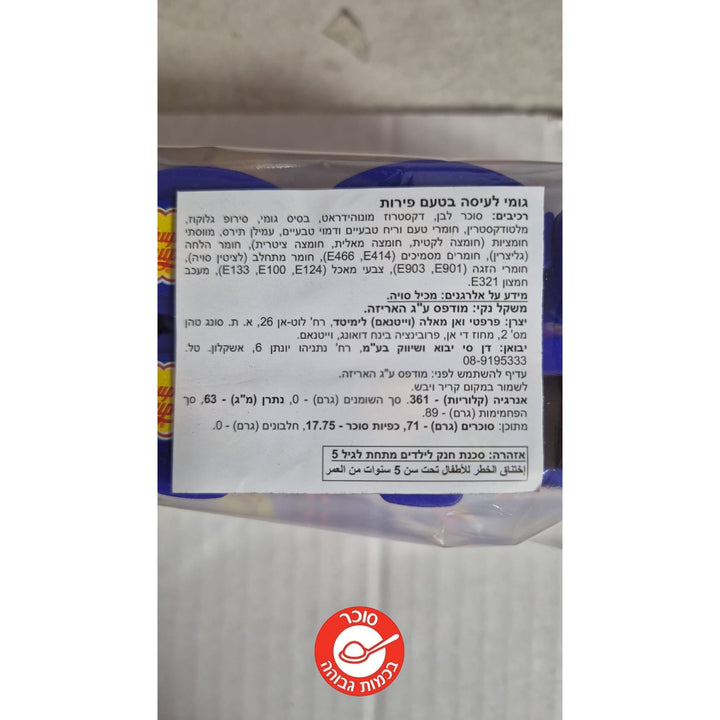 גומי לעיסה בטעם פירות
רכיבים: סוכר לבן, דקסטרוז מונוהידראט, בסיס גומי, סירופ גלוקוז,
מלטודקסטרין, חומרי טעם וריח טבעיים ודמוי טבעיים, עמילן תירס, מווסתי
חומציות (חומצה לקטית, חומצה מאלית, חומצה ציטרית), חומר הלחה
(גליצרין), חומרים מסמיכים (E414, E466), חומר מתחלב (לציטין סויה),
חומרי הזגה (E901, E903), צבעי מאכל (E124, E100, E133), מעכב
חמצון E321.
מידע על אלרגנים: מכיל סויה.
משקל נקי: מודפס ע"ג האריזה.
יצרן: פרפטי ואן מאלה (וייטנאם) לימיטד, רח' לוט-אן 26, א. ת. סונג טהן
מס' 2, מחוז די אן, פרובינציה בינח דואונג, וייטנאם.
יבואן: דן סי יבוא ושיווק בע"מ, רח' נתניהו יונתן 6, אשקלון. טל.
08-9195333
עדיף להשתמש לפני: מודפס ע"ג האריזה.
לשמור במקום קריר ויבש.
אנרגיה (קלוריות) - 361. סך השומנים (גרם) - 0, נתרן (מ"ג) - 63, סך
הפחמימות (גרם) - 89.
מתוכן: סוכרים (גרם) - 71, כפיות סוכר - 17.75, חלבונים (גרם) - 0.
אזהרה: סכנת חנק לילדים מתחת לגיל 5
إختناق الخطر للأطفال تحت سن 5 سنوات من العمر
סוכר
בכמות גבוהה